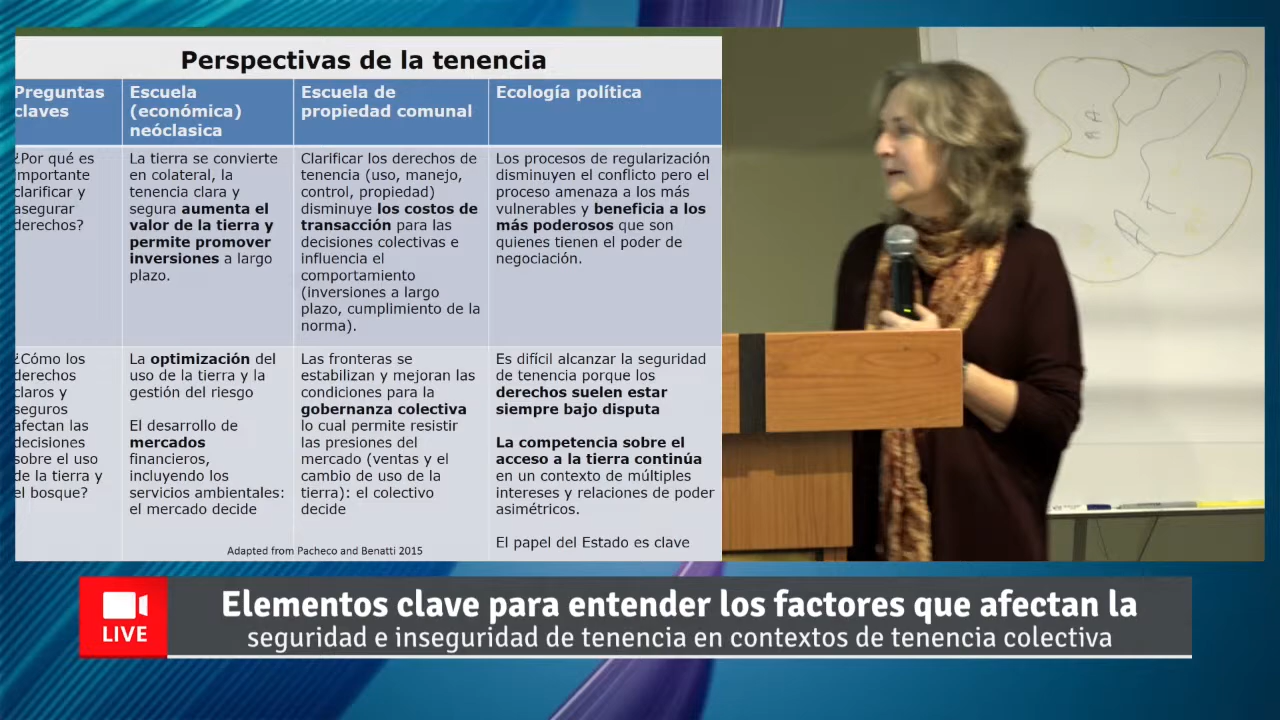 Perspectivas de la tenencia
Preguntas
claves
Escuela
(económica)
neóclasica
Escuela de
propiedad comunal
Ecología política
¿Por qué es
importante
clarificar y
asegurar
derechos?
La tierra se convierte
en colateral, la
tenencia clara y
segura aumenta el
valor de la tierra y
permite promover
inversiones a largo
plazo.
Clarificar los derechos de
tenencia (uso, manejo,
control, propiedad)
disminuye los costos de
transacción para las
decisiones colectivas e
influencia el
comportamiento
(inversiones a largo
plazo, cumplimiento de la
norma).
Los procesos de regularización
disminuyen el conflicto pero el
proceso amenaza a los más
vulnerables y beneficia a los
más poderosos que son
quienes tienen el poder de
negociación.
¿Cómo los
derechos
claros y
seguros
afectan las
decisiones
sobre el uso
de la tierra y
el bosque?
La optimización del
uso de la tierra y la
gestión del riesgo
El desarrollo de
mercados
financieros,
incluyendo los
servicios ambientales:
el mercado decide
Las fronteras se
estabilizan y mejoran las
condiciones para la
gobernanza colectiva
lo cual permite resistir
las presiones del
mercado (ventas y el
cambio de uso de la
tierra): el colectivo
decide
Es difícil alcanzar la seguridad
de tenencia porque los
derechos suelen estar
siempre bajo disputa
La competencia sobre el
acceso a la tierra continúa
en un contexto de múltiples
intereses y relaciones de poder
asimétricos.
El papel del Estado es clave
Adapted from Pacheco and Benatti 2015
LIVE
Elementos clave para entender los factores que afectan la
seguridad e inseguridad de tenencia en contextos de tenencia colectiva